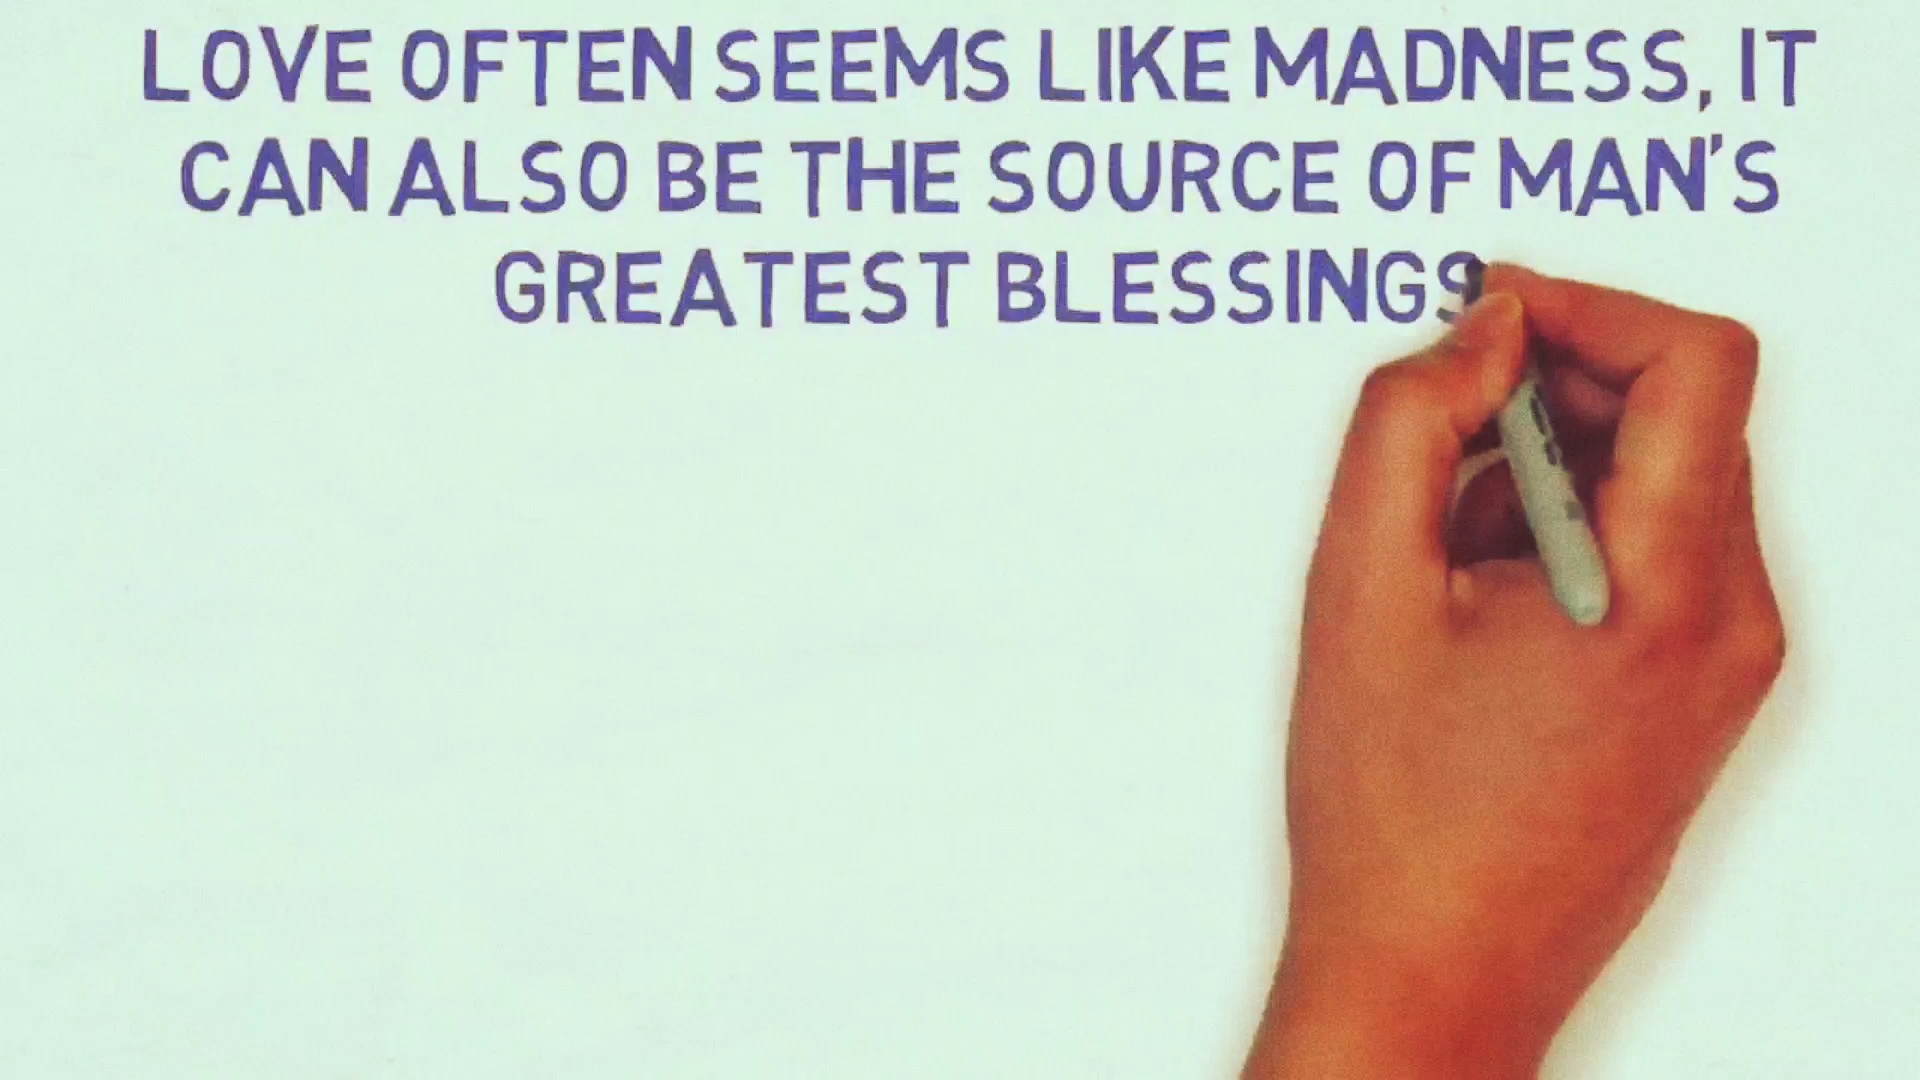 LOVE OFTEN SEEMS LIKE MADNESS, IT
CAN ALSO BE THE SOURCE OF MAN'S
GREATEST BLESSINGS